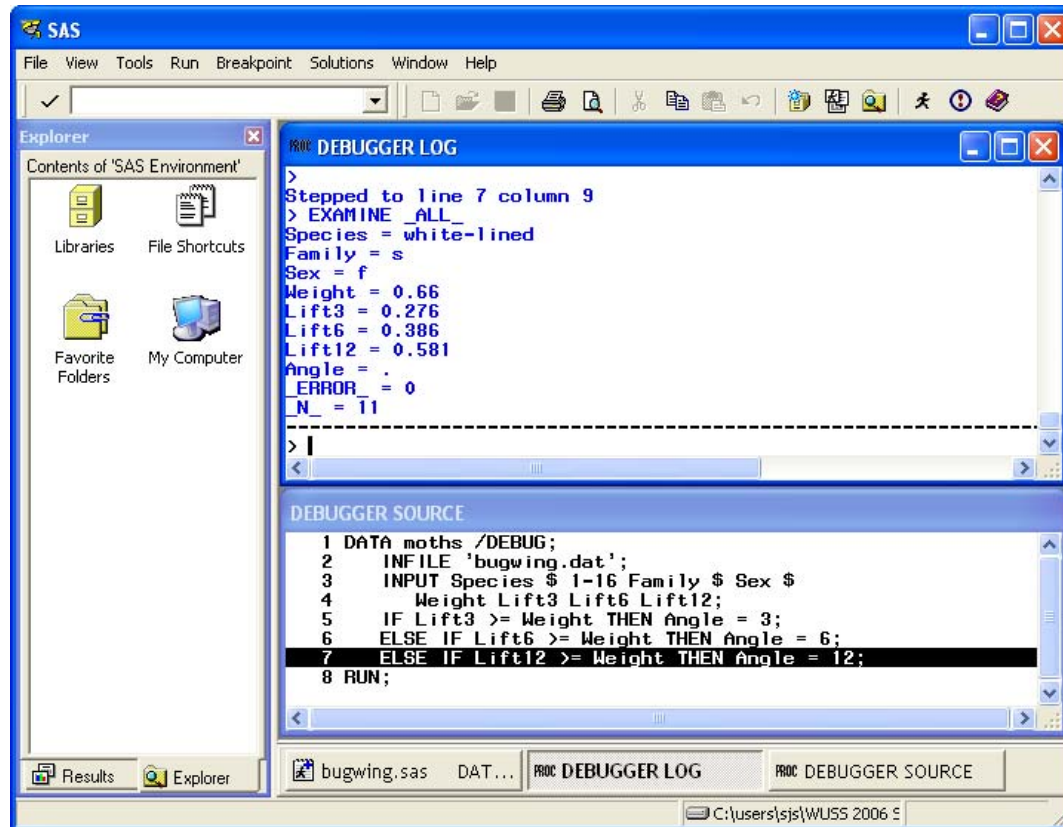 SAS
File View Tools Run Breakpoint Solutions Window Help
Explorer
Contents of 'SAS Environment'
Libraries
File Shortcuts
Favorite Folders
My Computer
Results
Explorer
DEBUGGER LOG
>
Stepped to line 7 column 9
> EXAMINE _ALL_
Species = white-lined
Family = s
Sex = f
Weight = 0.66
Lift3 = 0.276
Lift6 = 0.386
Lift12 = 0.581
Angle = .
_ERROR_ = 0
_N_ = 11
>
DEBUGGER SOURCE
1 DATA moths /DEBUG;
2 INFILE 'bugwing.dat';
3 INPUT Species $ 1-16 Family $ Sex $
4 Weight Lift3 Lift6 Lift12;
5 IF Lift3 >= Weight THEN Angle = 3;
6 ELSE IF Lift6 >= Weight THEN Angle = 6;
7 ELSE IF Lift12 >= Weight THEN Angle = 12;
8 RUN;
bugwing.sas DAT...
PROC DEBUGGER LOG
PROC DEBUGGER SOURCE
C:\users\sjs\WUSS 2006 S